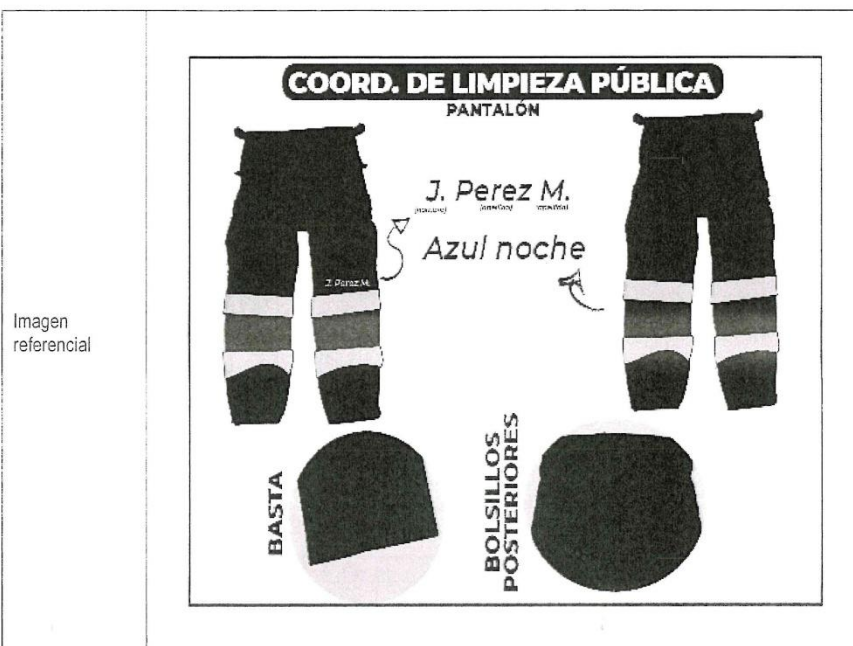 COORD. DE LIMPIEZA PÚBLICA
PANTALÓN
J. Perez M.
Azul noche
J. Perez M.
Imagen
referencial
BASTA
BOLSILLOS
POSTERIORES